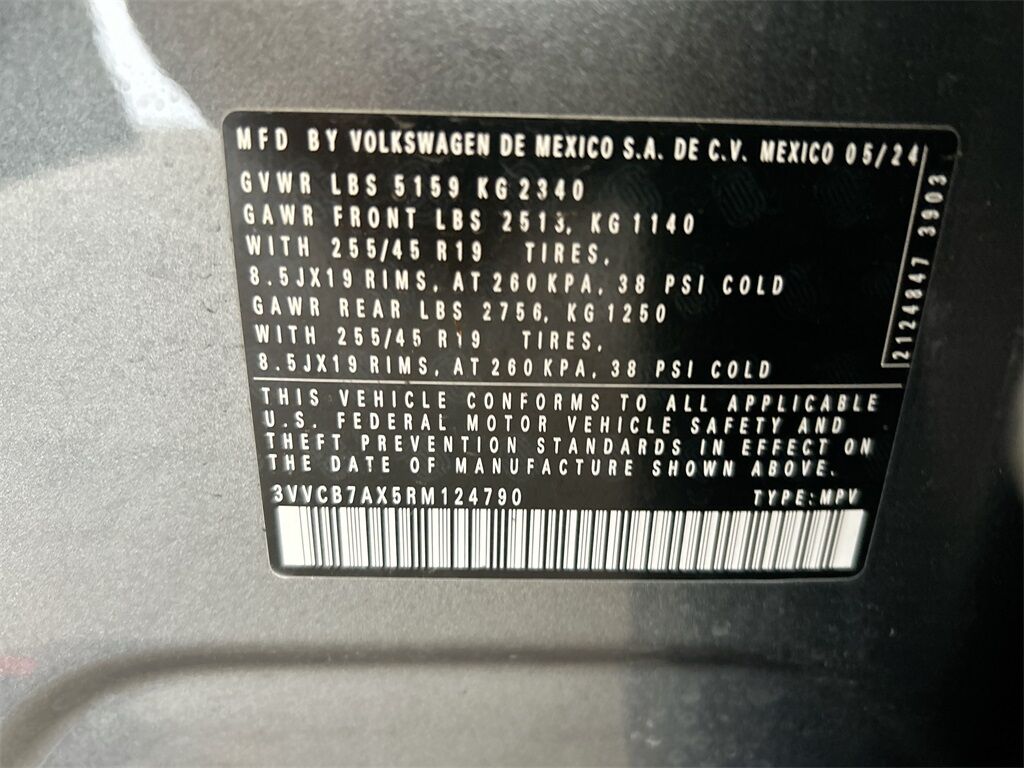 MFD BY VOLKSWAGEN DE MEXICO S.A. DE C.V. MEXICO 05/24
GVWR LBS 5159 KG 2340
GAWR FRONT LBS 2513, KG 1140
WITH 255/45 R19 TIRES,
8.5JX19 RIMS, AT 260 KPA, 38 PSI COLD
GAWR REAR LBS 2756, KG 1250
WITH 255/45 R19 TIRES,
8.5JX19 RIMS, AT 260 KPA, 38 PSI COLD
2124847 3903
THIS VEHICLE CONFORMS TO ALL APPLICABLE
U.S. FEDERAL MOTOR VEHICLE SAFETY AND
THEFT PREVENTION STANDARDS IN EFFECT ON
THE DATE OF MANUFACTURE SHOWN ABOVE.
3VVCB7AX5RM124790 TYPE: MPV